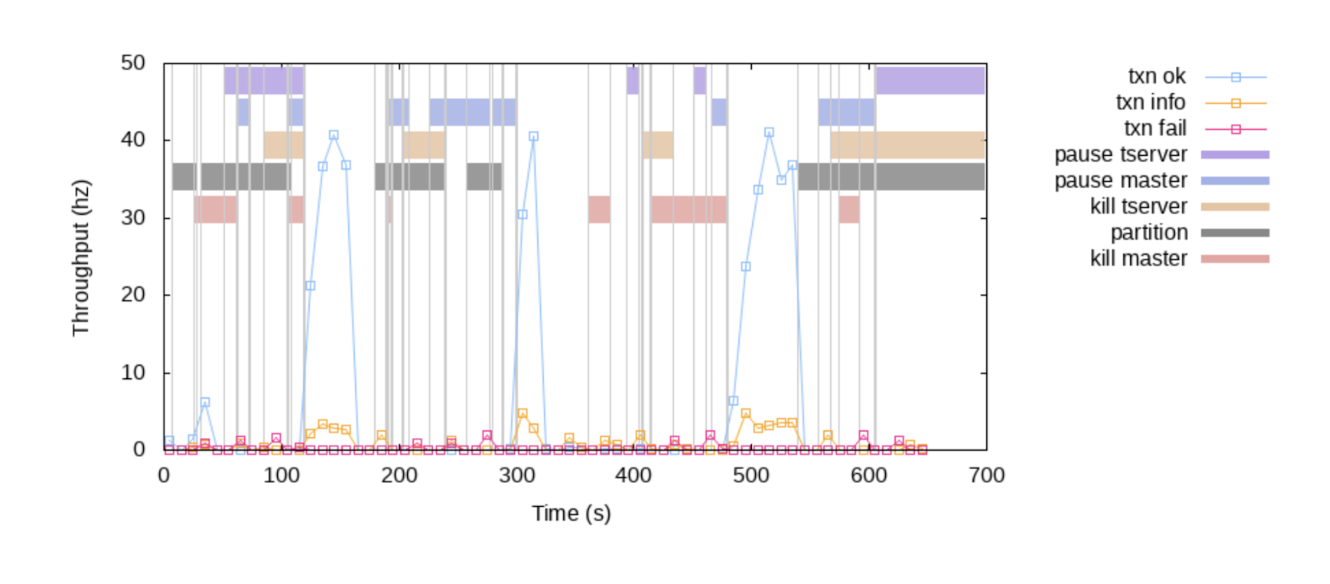 50
40
30
20
10
0
Throughput (hz)
0 100 200 300 400 500 600 700
Time (s)
txn ok
txn info
txn fail
pause tserver
pause master
kill tserver
partition
kill master